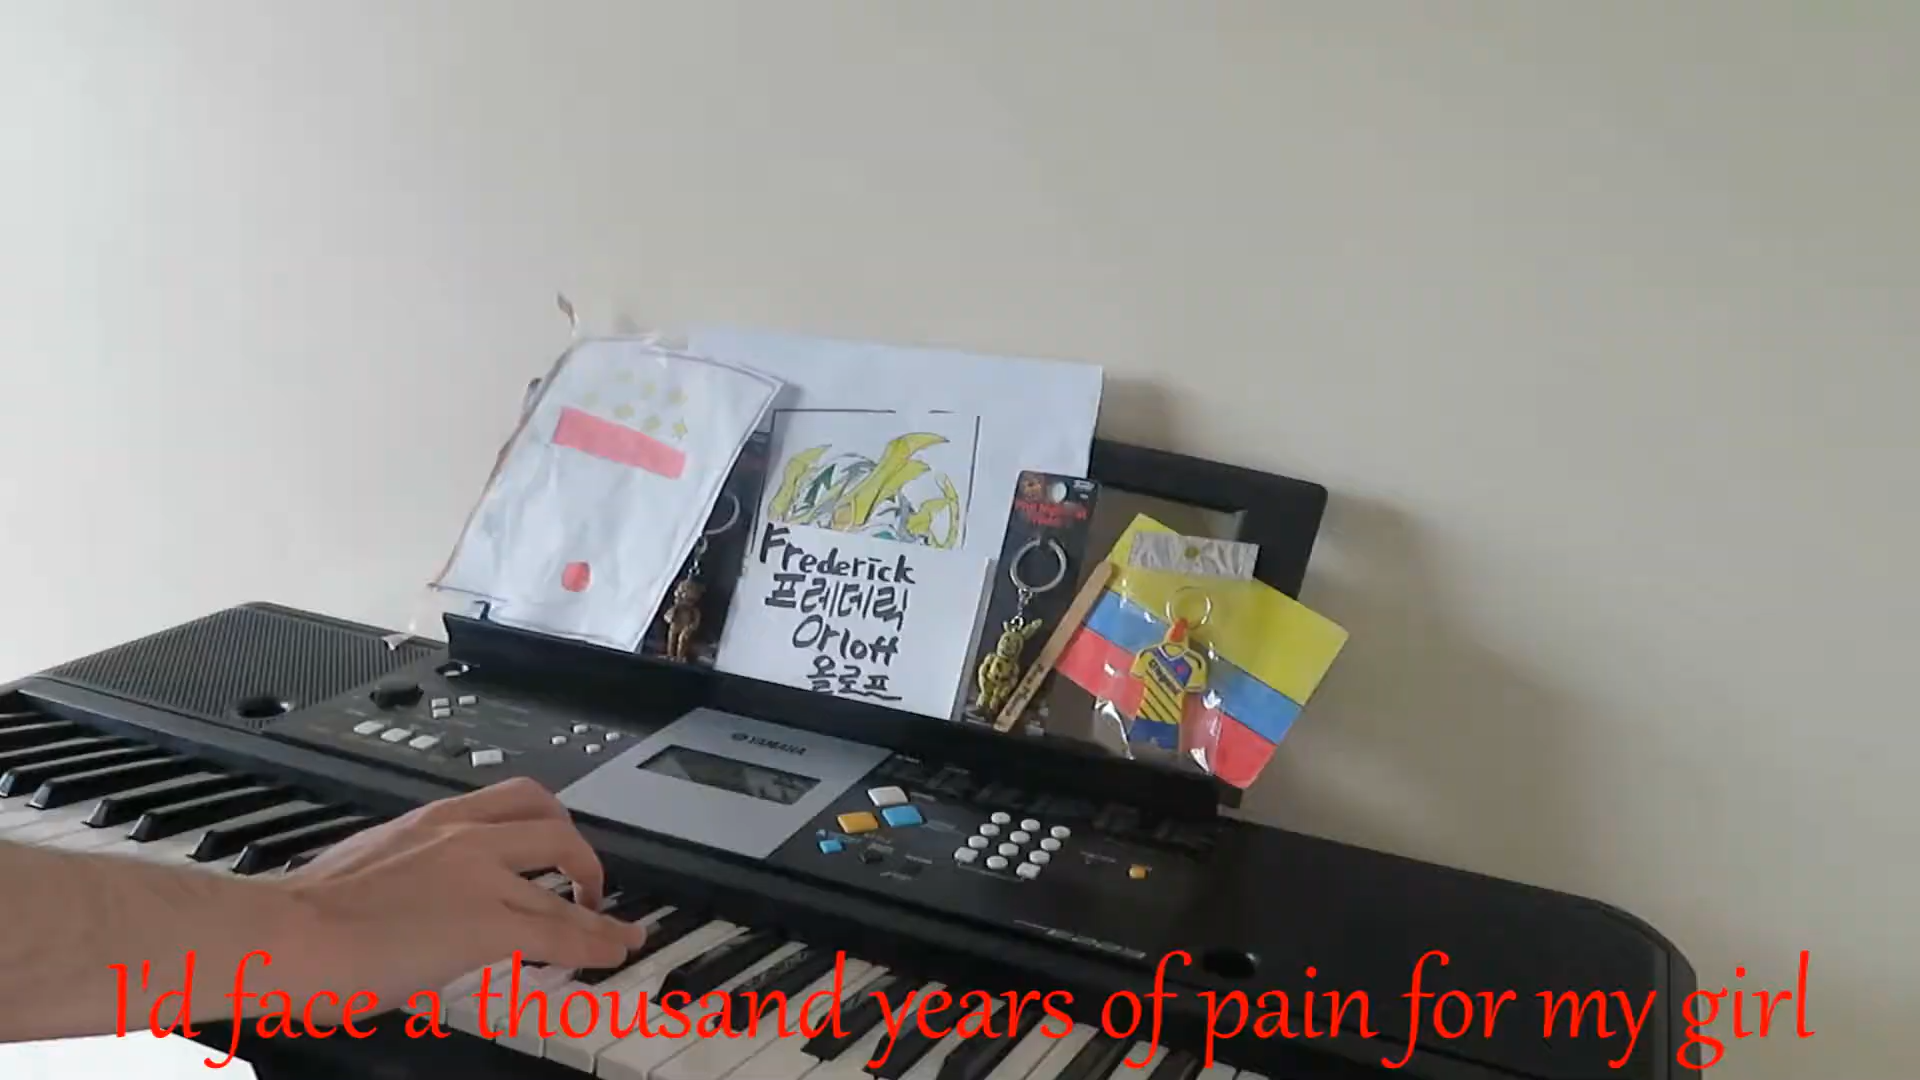 Frederick
프레데릭
Orloff
올로프
YAMAHA
I'd face a thousand years of pain for my girl